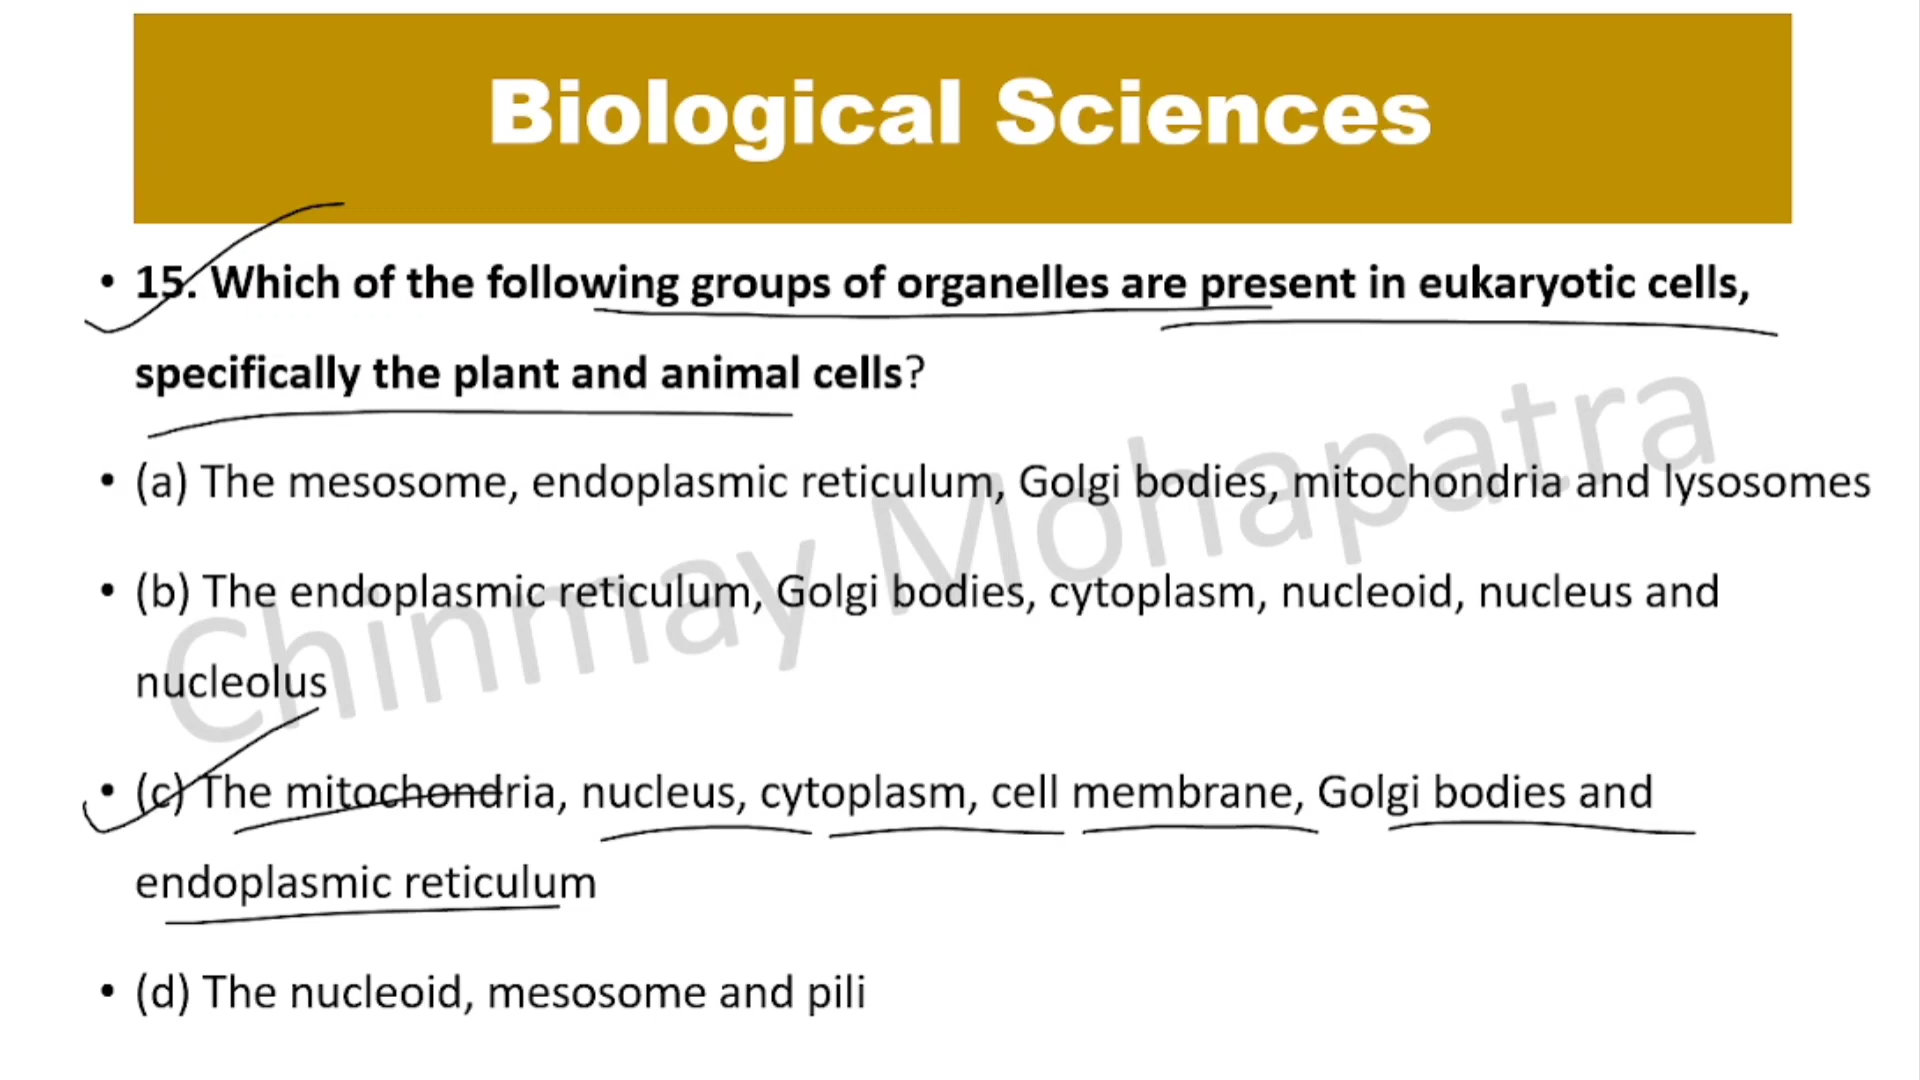 Biological Sciences
• 15. Which of the following groups of organelles are present in eukaryotic cells,
specifically the plant and animal cells?
• (a) The mesosome, endoplasmic reticulum, Golgi bodies, mitochondria and lysosomes
• (b) The endoplasmic reticulum, Golgi bodies, cytoplasm, nucleoid, nucleus and
nucleolus
• (c) The mitochondria, nucleus, cytoplasm, cell membrane, Golgi bodies and
endoplasmic reticulum
• (d) The nucleoid, mesosome and pili
Chinmay Mohapatra